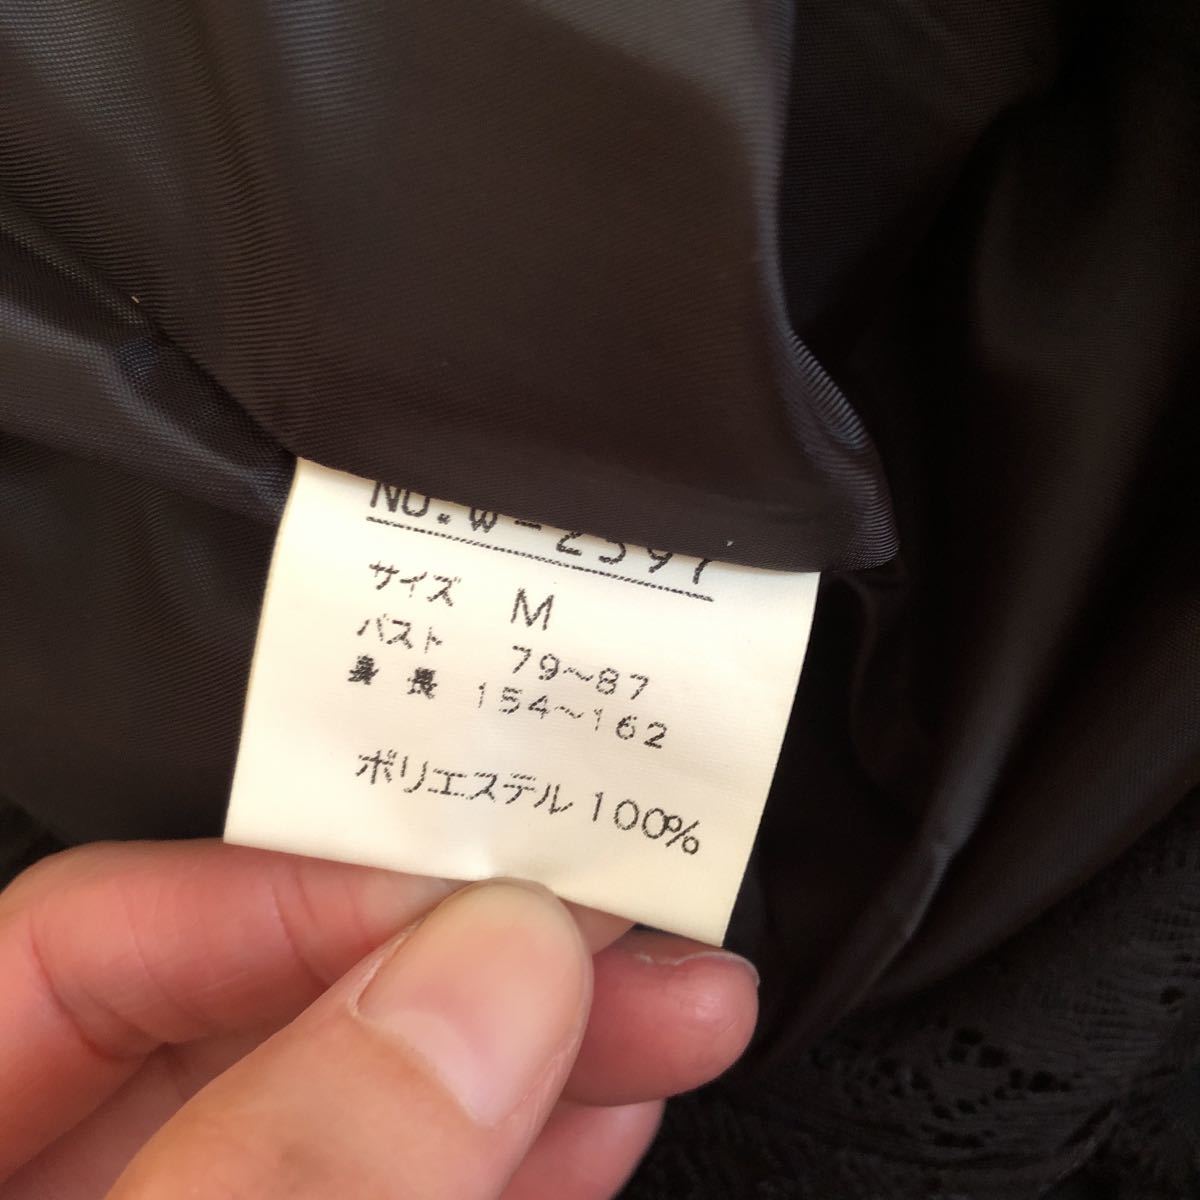 NO.W-2597
サイズ M
バスト 79〜87
身長 154〜162
ポリエステル 100%